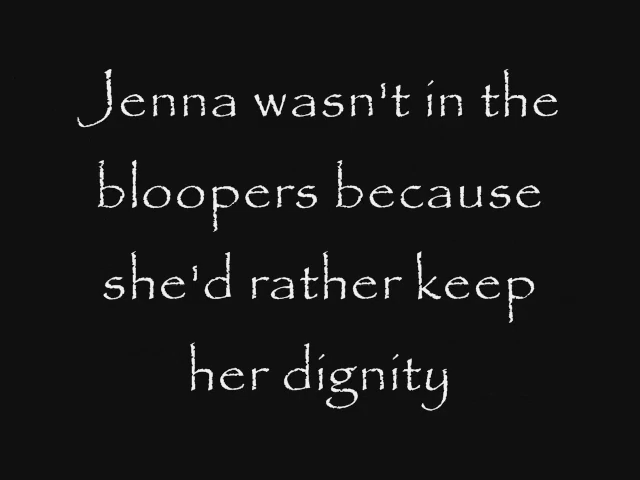 Jenna wasn't in the
bloopers because
she'd rather keep
her dignity